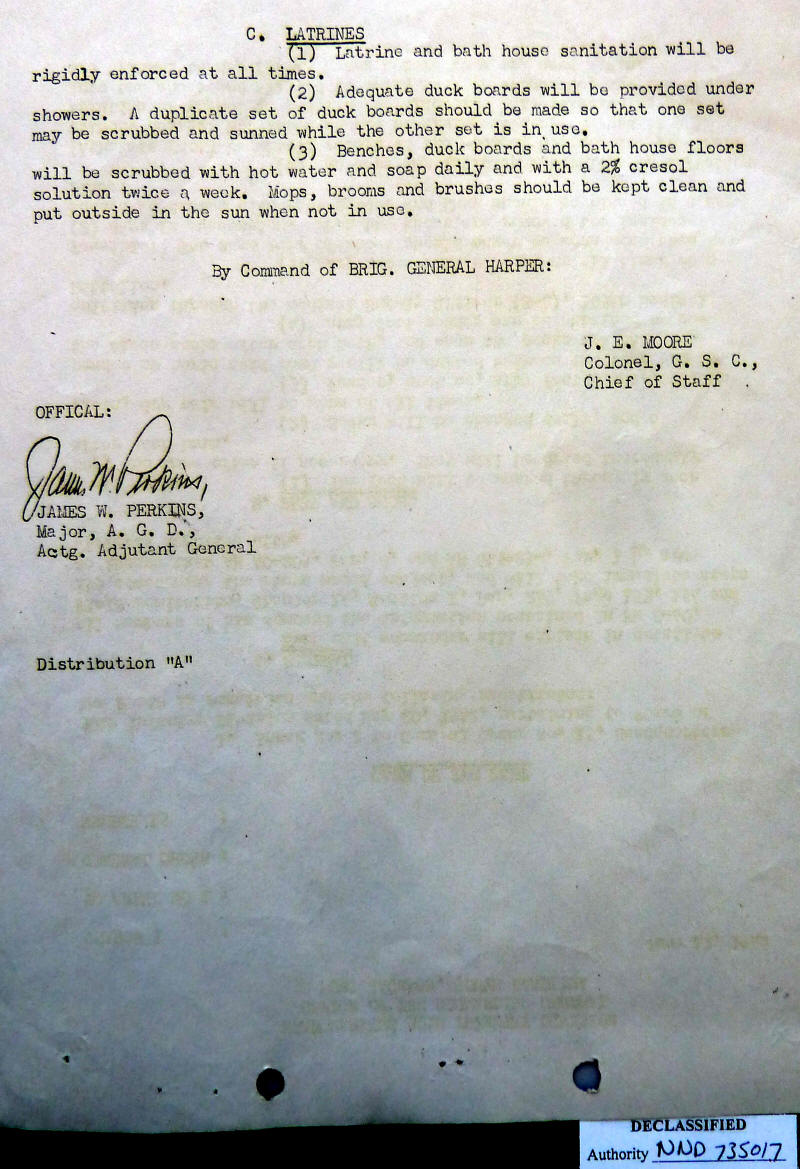 C. LATRINES
(1) Latrine and bath house sanitation will be
rigidly enforced at all times.
(2) Adequate duck boards will be provided under
showers. A duplicate set of duck boards should be made so that one set
may be scrubbed and sunned while the other set is in use.
(3) Benches, duck boards and bath house floors
will be scrubbed with hot water and soap daily and with a 2% cresol
solution twice a week. Mops, brooms and brushes should be kept clean and
put outside in the sun when not in use.
By Command of BRIG. GENERAL HARPER:
J. E. MOORE
Colonel, G. S. C.,
Chief of Staff
OFFICAL:
James W. Perkins,
JAMES W. PERKINS,
Major, A. G. D.,
Actg. Adjutant General
Distribution "A"
DECLASSIFIED
Authority NND 735017